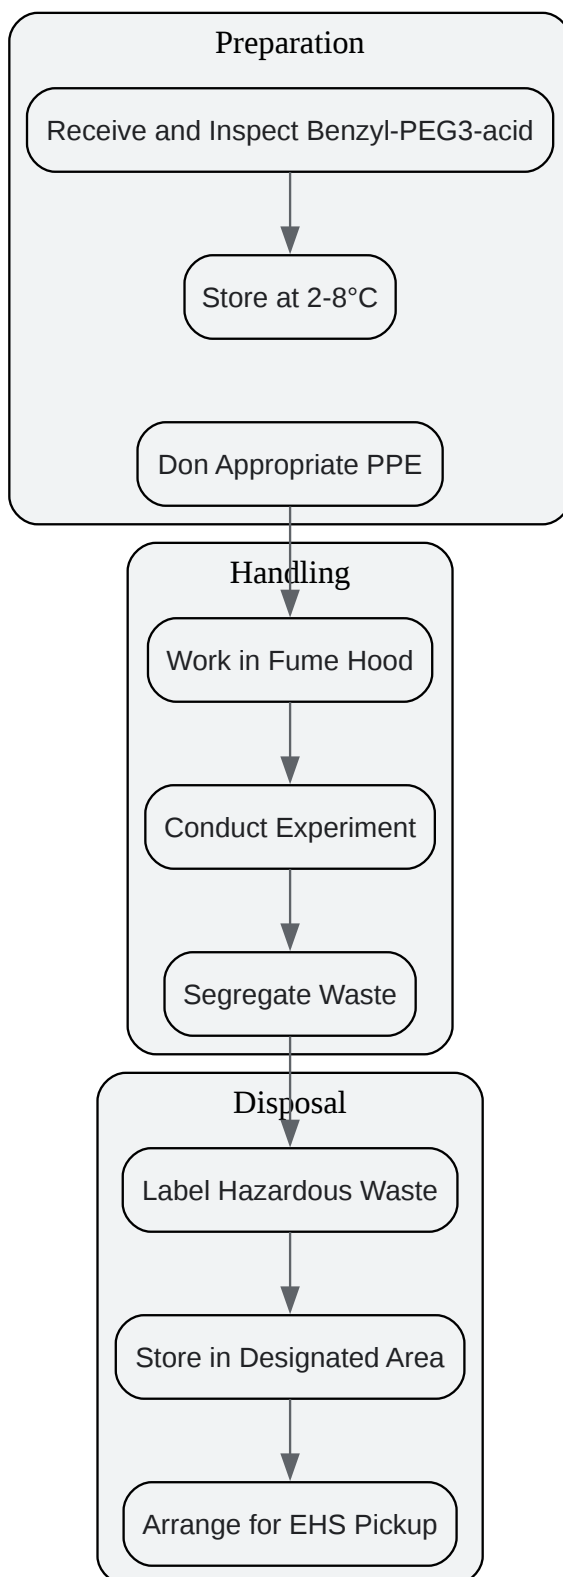 Preparation
Receive and Inspect Benzyl-PEG3-acid
Store at 2-8°C
Don Appropriate PPE
Handling
Work in Fume Hood
Conduct Experiment
Segregate Waste
Disposal
Label Hazardous Waste
Store in Designated Area
Arrange for EHS Pickup